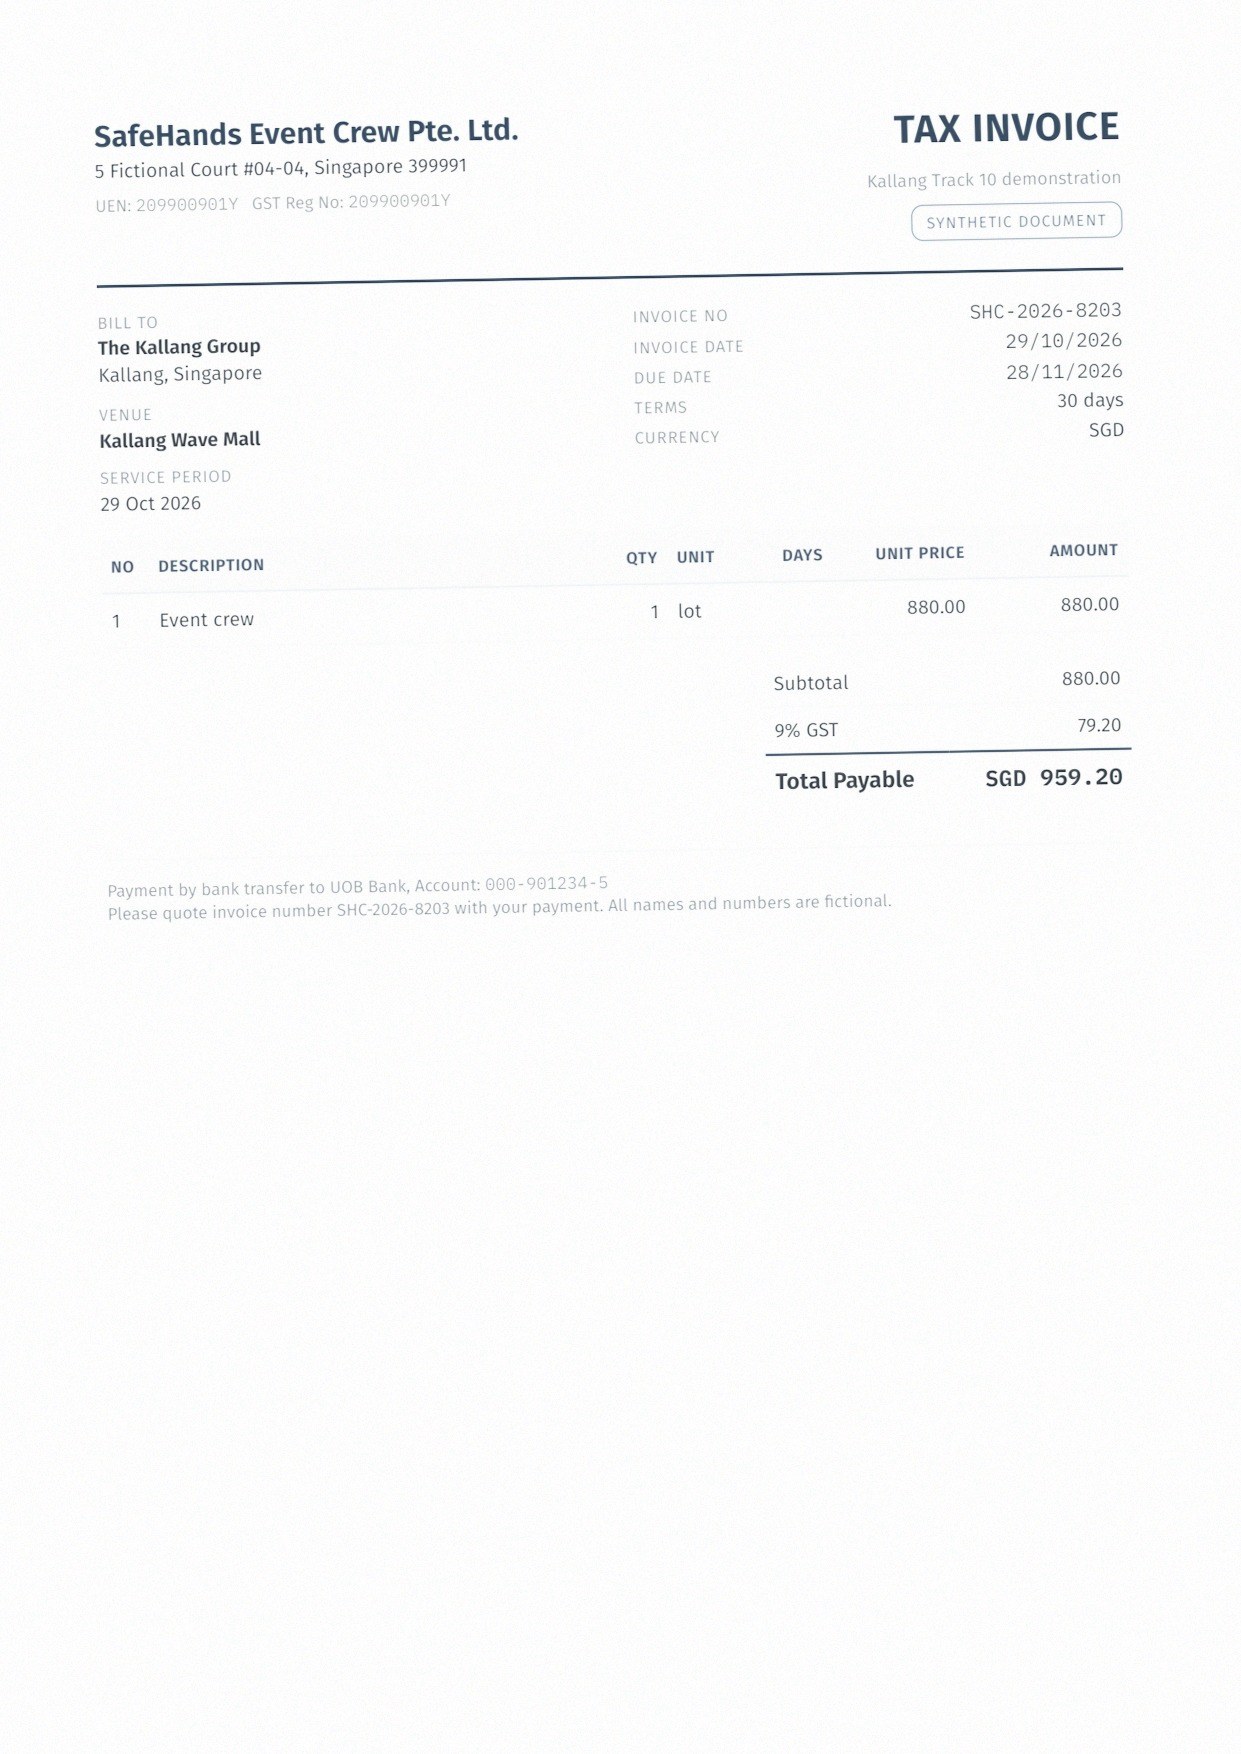 SafeHands Event Crew Pte. Ltd.
5 Fictional Court #04-04, Singapore 399991
UEN: 209900901Y GST Reg No: 209900901Y
TAX INVOICE
Kallang Track 10 demonstration
SYNTHETIC DOCUMENT
BILL TO
The Kallang Group
Kallang, Singapore
VENUE
Kallang Wave Mall
SERVICE PERIOD
29 Oct 2026
INVOICE NO SHC-2026-8203
INVOICE DATE 29/10/2026
DUE DATE 28/11/2026
TERMS 30 days
CURRENCY SGD
NO DESCRIPTION QTY UNIT DAYS UNIT PRICE AMOUNT
1 Event crew 1 lot 880.00 880.00
Subtotal 880.00
9% GST 79.20
Total Payable SGD 959.20
Payment by bank transfer to UOB Bank, Account: 000-901234-5
Please quote invoice number SHC-2026-8203 with your payment. All names and numbers are fictional.